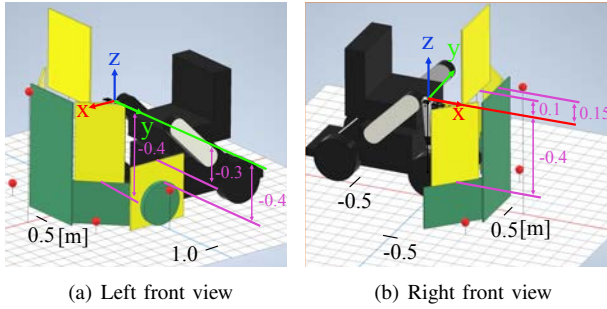 z
x
y
-0.4
-0.3
-0.4
0.5 [m]
1.0
(a) Left front view
z
y
x
0.1
0.15
-0.4
-0.5
-0.5
0.5 [m]
(b) Right front view